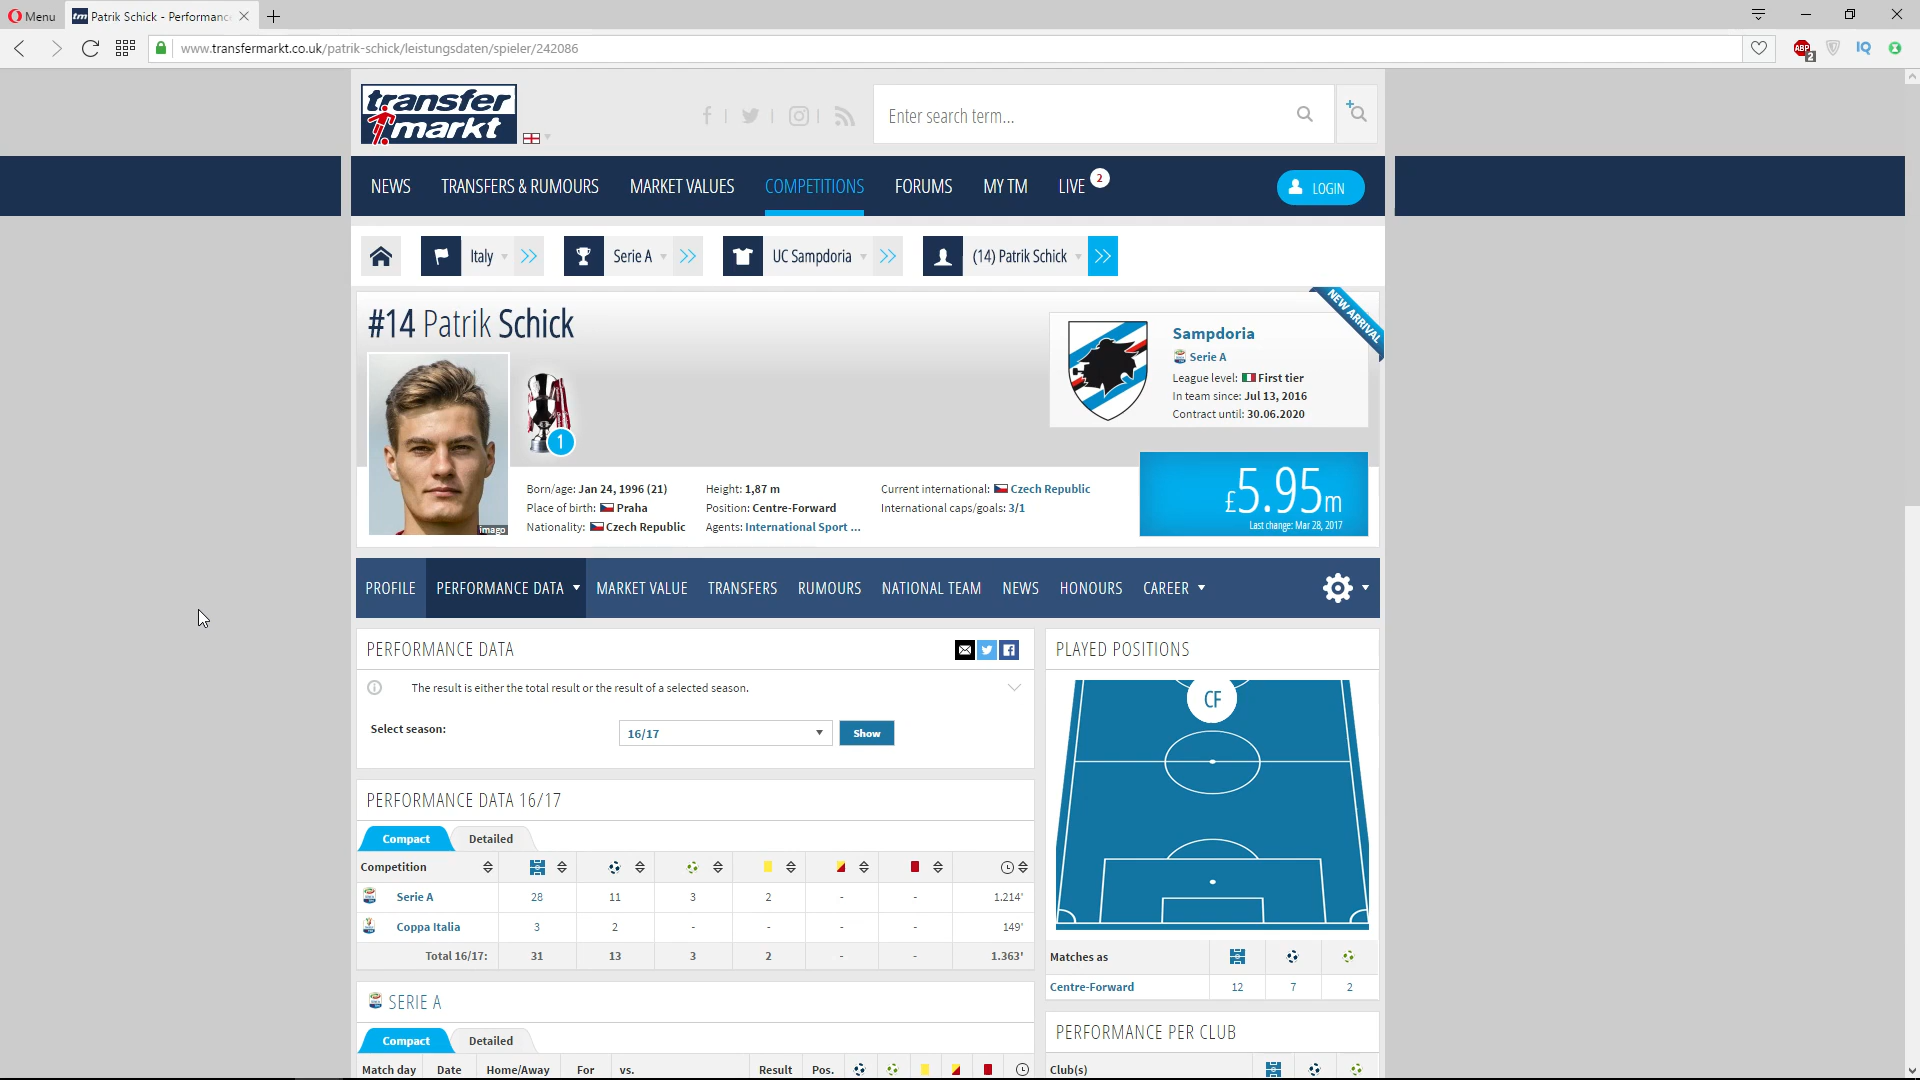 Menu
Patrik Schick - Performanc
www.transfermarkt.co.uk/patrik-schick/leistungsdaten/spieler/242086
ABP
2
IQ
transfer
markt
Enter search term...
NEWS
TRANSFERS & RUMOURS
MARKET VALUES
COMPETITIONS
FORUMS
MY TM
LIVE
2
LOGIN
Italy
Serie A
UC Sampdoria
(14) Patrik Schick
#14 Patrik Schick
NEW ARRIVAL
Sampdoria
Serie A
League level: First tier
In team since: Jul 13, 2016
Contract until: 30.06.2020
1
imago
Born/age: Jan 24, 1996 (21)
Place of birth: Praha
Nationality: Czech Republic
Height: 1,87 m
Position: Centre-Forward
Agents: International Sport ...
Current international: Czech Republic
International caps/goals: 3/1
£5.95m
Last change: Mar 28, 2017
PROFILE
PERFORMANCE DATA
MARKET VALUE
TRANSFERS
RUMOURS
NATIONAL TEAM
NEWS
HONOURS
CAREER
PERFORMANCE DATA
The result is either the total result or the result of a selected season.
Select season:
16/17
Show
PERFORMANCE DATA 16/17
Compact
Detailed
Competition
Serie A 28 11 3 2 - - 1.214'
Coppa Italia 3 2 - - - - 149'
Total 16/17: 31 13 3 2 - - 1.363'
SERIE A
Compact
Detailed
Match day Date Home/Away For vs. Result Pos.
PLAYED POSITIONS
CF
Matches as
Centre-Forward 12 7 2
PERFORMANCE PER CLUB
Club(s)